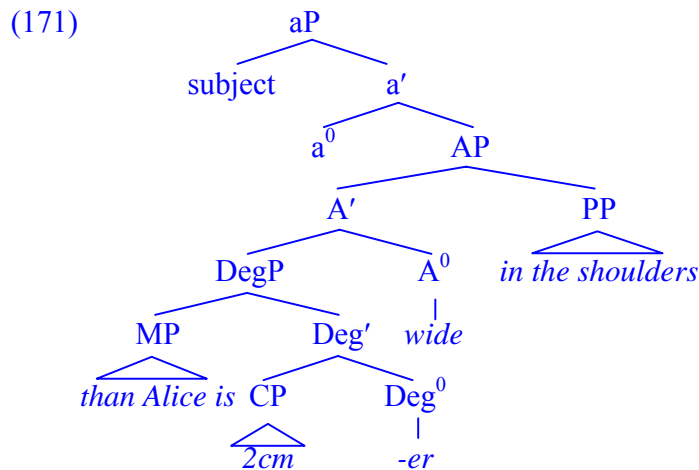 (171) aP
subject a′
a⁰ AP
A′ PP
DegP A⁰ in the shoulders
MP Deg′ wide
than Alice is CP Deg⁰
2cm -er